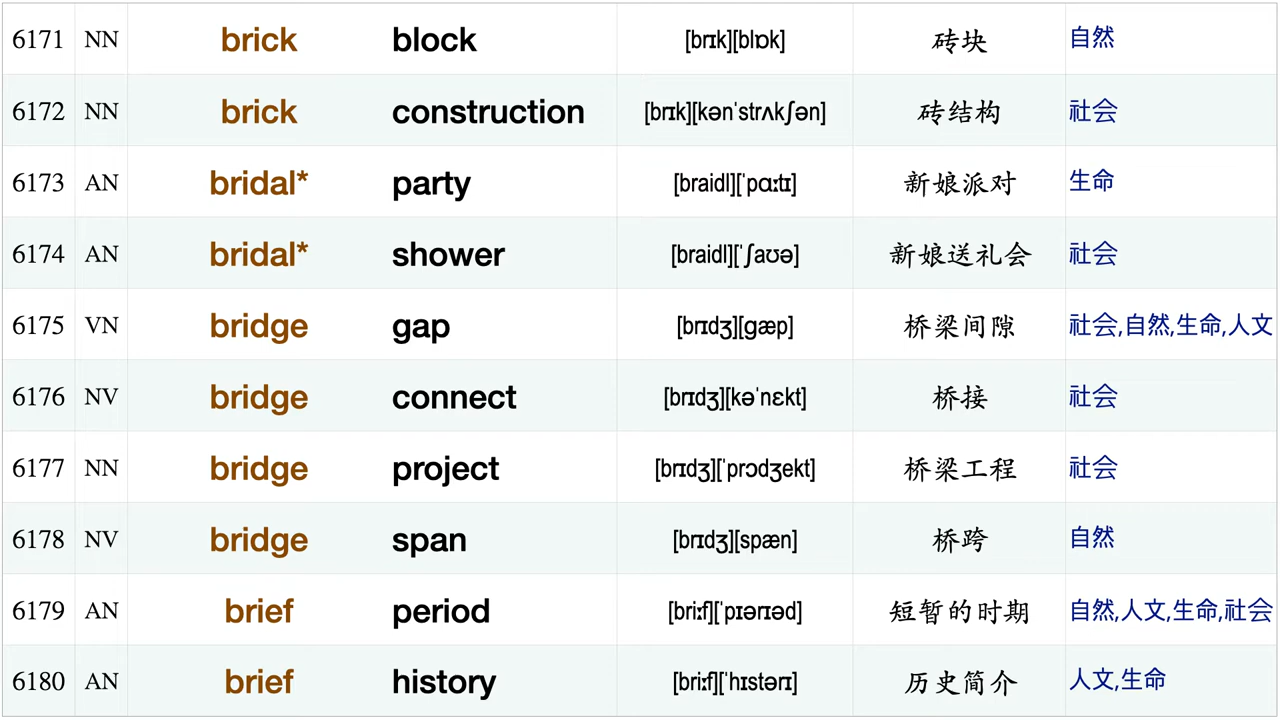 6171 NN brick block [brɪk][blɒk] 砖块 自然
6172 NN brick construction [brɪk][kənˈstrʌkʃən] 砖结构 社会
6173 AN bridal* party [braidl][ˈpɑːtɪ] 新娘派对 生命
6174 AN bridal* shower [braidl][ˈʃaʊə] 新娘送礼会 社会
6175 VN bridge gap [brɪdʒ][gæp] 桥梁间隙 社会,自然,生命,人文
6176 NV bridge connect [brɪdʒ][kəˈnɛkt] 桥接 社会
6177 NN bridge project [brɪdʒ][ˈprɔdʒekt] 桥梁工程 社会
6178 NV bridge span [brɪdʒ][spæn] 桥跨 自然
6179 AN brief period [briːf][ˈpɪərɪəd] 短暂的时期 自然,人文,生命,社会
6180 AN brief history [briːf][ˈhɪstərɪ] 历史简介 人文,生命